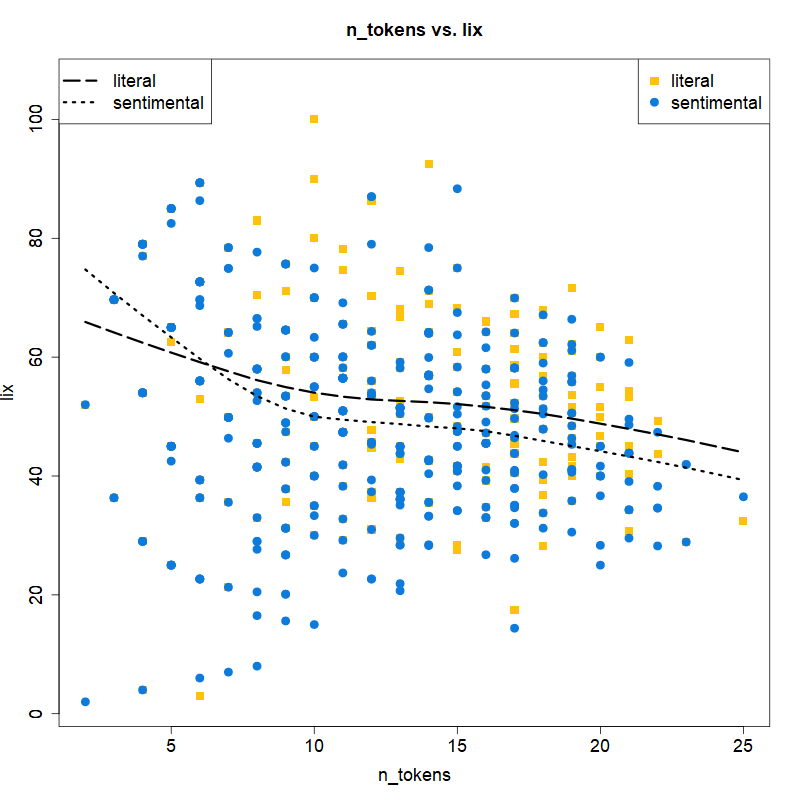 n_tokens vs. lix
literal
sentimental
literal
sentimental
lix
100
80
60
40
20
0
5 10 15 20 25
n_tokens